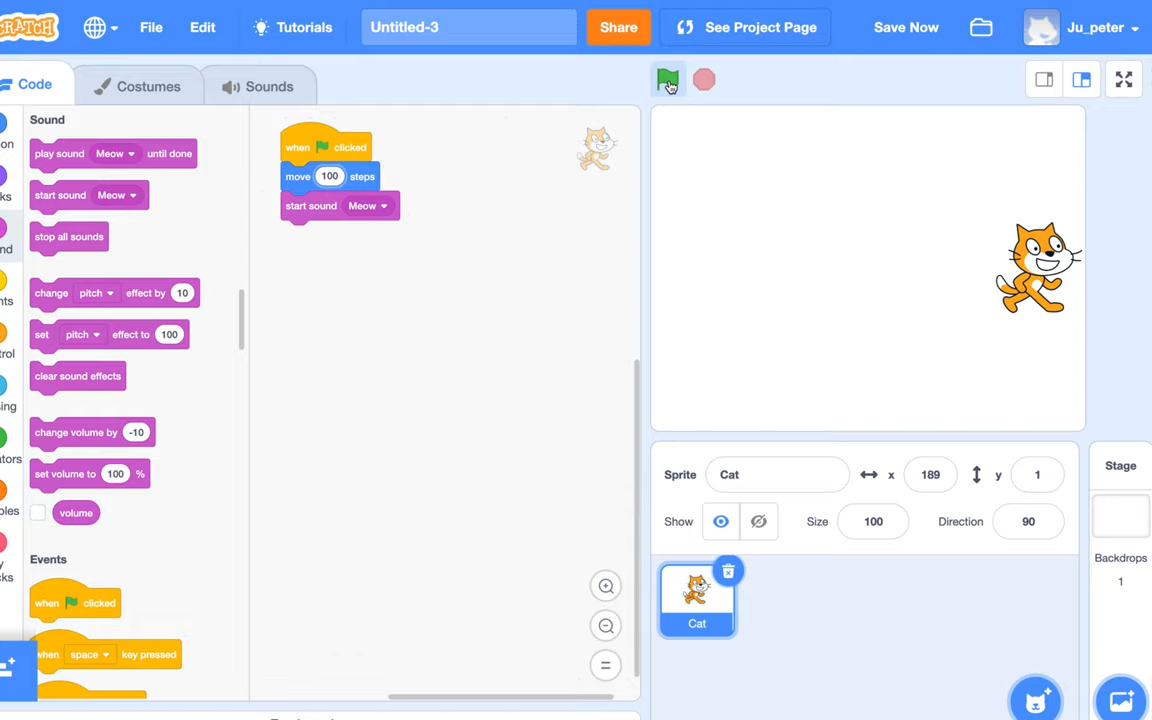 File Edit Tutorials Untitled-3 Share See Project Page Save Now Ju_peter
Code Costumes Sounds
Sound
play sound Meow until done
start sound Meow
stop all sounds
change pitch effect by 10
set pitch effect to 100
clear sound effects
change volume by -10
set volume to 100 %
volume
Events
when clicked
when space key pressed
when clicked
move 100 steps
start sound Meow
Sprite Cat x 189 y 1
Show Size 100 Direction 90
Cat
Stage
Backdrops
1